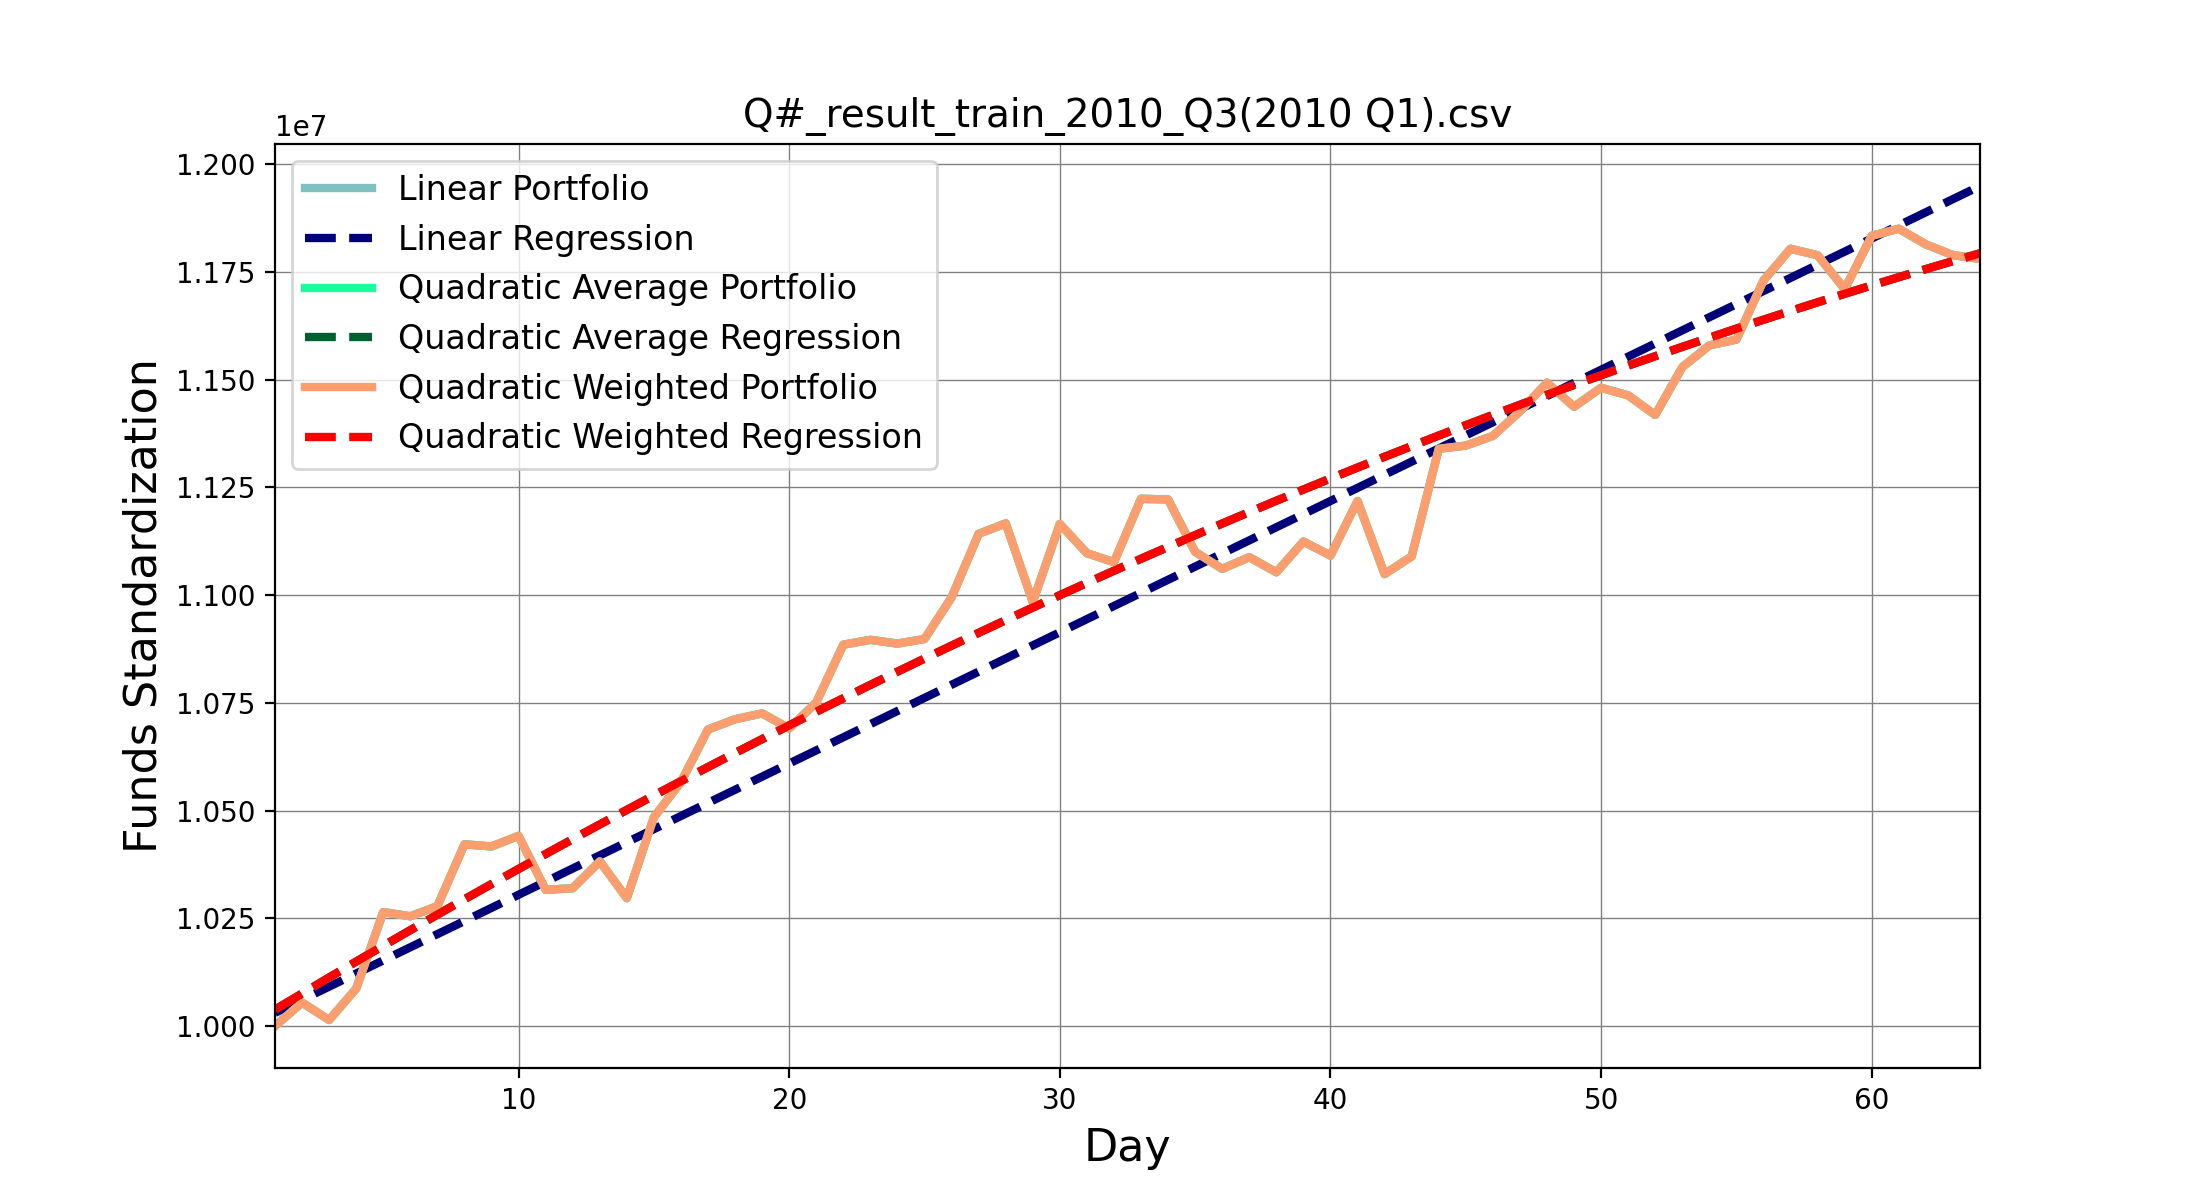 Q#_result_train_2010_Q3(2010 Q1).csv
1e7
1.200
1.175
1.150
1.125
1.100
1.075
1.050
1.025
1.000
Funds Standardization
Linear Portfolio
Linear Regression
Quadratic Average Portfolio
Quadratic Average Regression
Quadratic Weighted Portfolio
Quadratic Weighted Regression
10 20 30 40 50 60
Day